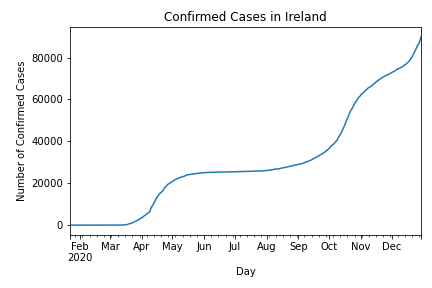 Confirmed Cases in Ireland
Number of Confirmed Cases
80000
60000
40000
20000
0
Feb Mar Apr May Jun Jul Aug Sep Oct Nov Dec
2020
Day